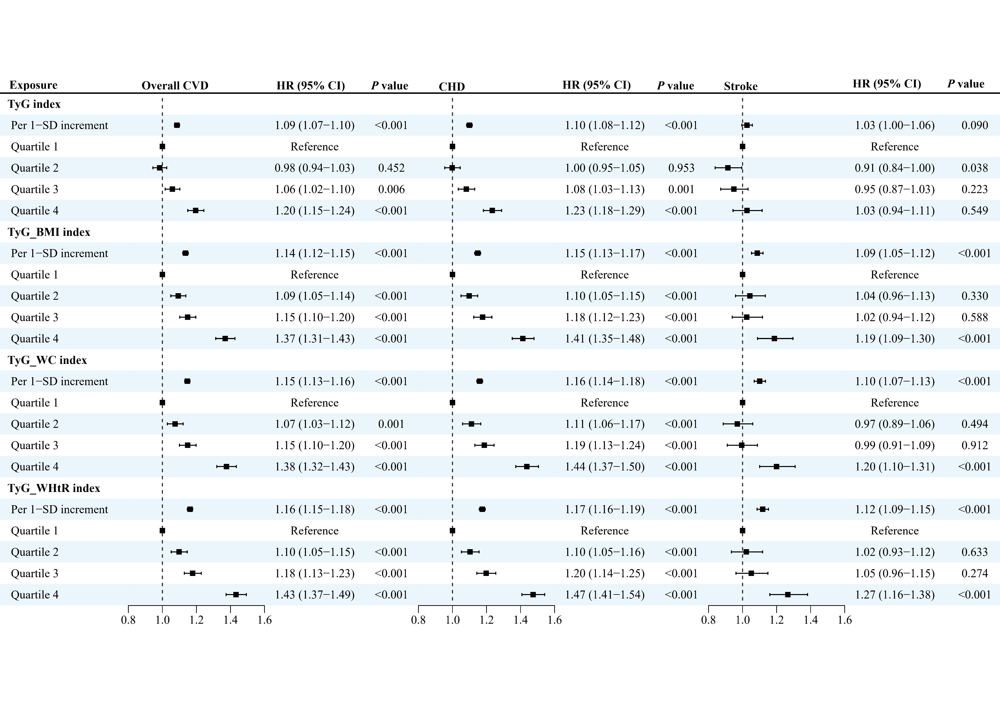 Exposure Overall CVD HR (95% CI) P value CHD HR (95% CI) P value Stroke HR (95% CI) P value
TyG index
Per 1−SD increment 1.09 (1.07−1.10) <0.001 1.10 (1.08−1.12) <0.001 1.03 (1.00−1.06) 0.090
Quartile 1 Reference Reference Reference
Quartile 2 0.98 (0.94−1.03) 0.452 1.00 (0.95−1.05) 0.953 0.91 (0.84−1.00) 0.038
Quartile 3 1.06 (1.02−1.10) 0.006 1.08 (1.03−1.13) 0.001 0.95 (0.87−1.03) 0.223
Quartile 4 1.20 (1.15−1.24) <0.001 1.23 (1.18−1.29) <0.001 1.03 (0.94−1.11) 0.549
TyG_BMI index
Per 1−SD increment 1.14 (1.12−1.15) <0.001 1.15 (1.13−1.17) <0.001 1.09 (1.05−1.12) <0.001
Quartile 1 Reference Reference Reference
Quartile 2 1.09 (1.05−1.14) <0.001 1.10 (1.05−1.15) <0.001 1.04 (0.96−1.13) 0.330
Quartile 3 1.15 (1.10−1.20) <0.001 1.18 (1.12−1.23) <0.001 1.02 (0.94−1.12) 0.588
Quartile 4 1.37 (1.31−1.43) <0.001 1.41 (1.35−1.48) <0.001 1.19 (1.09−1.30) <0.001
TyG_WC index
Per 1−SD increment 1.15 (1.13−1.16) <0.001 1.16 (1.14−1.18) <0.001 1.10 (1.07−1.13) <0.001
Quartile 1 Reference Reference Reference
Quartile 2 1.07 (1.03−1.12) 0.001 1.11 (1.06−1.17) <0.001 0.97 (0.89−1.06) 0.494
Quartile 3 1.15 (1.10−1.20) <0.001 1.19 (1.13−1.24) <0.001 0.99 (0.91−1.09) 0.912
Quartile 4 1.38 (1.32−1.43) <0.001 1.44 (1.37−1.50) <0.001 1.20 (1.10−1.31) <0.001
TyG_WHtR index
Per 1−SD increment 1.16 (1.15−1.18) <0.001 1.17 (1.16−1.19) <0.001 1.12 (1.09−1.15) <0.001
Quartile 1 Reference Reference Reference
Quartile 2 1.10 (1.05−1.15) <0.001 1.10 (1.05−1.16) <0.001 1.02 (0.93−1.12) 0.633
Quartile 3 1.18 (1.13−1.23) <0.001 1.20 (1.14−1.25) <0.001 1.05 (0.96−1.15) 0.274
Quartile 4 1.43 (1.37−1.49) <0.001 1.47 (1.41−1.54) <0.001 1.27 (1.16−1.38) <0.001
0.8 1.0 1.2 1.4 1.6 0.8 1.0 1.2 1.4 1.6 0.8 1.0 1.2 1.4 1.6